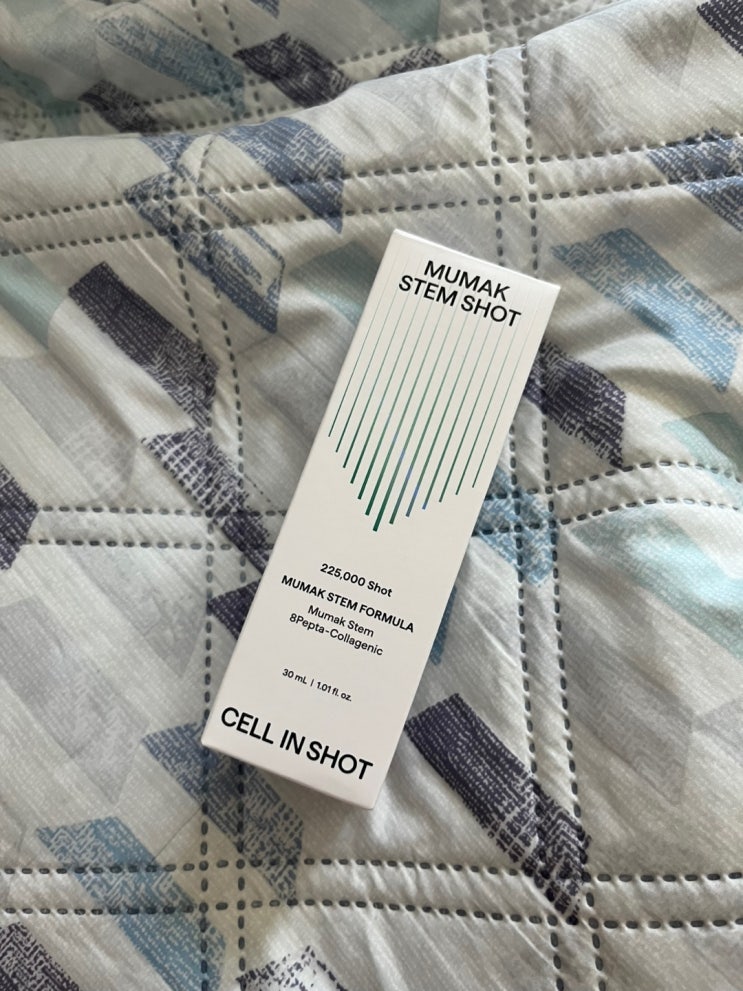 MUMAK
STEM SHOT
225,000 Shot
MUMAK STEM FORMULA
Mumak Stem
8Pepta-Collagenic
30 mL | 1.01 fl. oz.
CELL IN SHOT